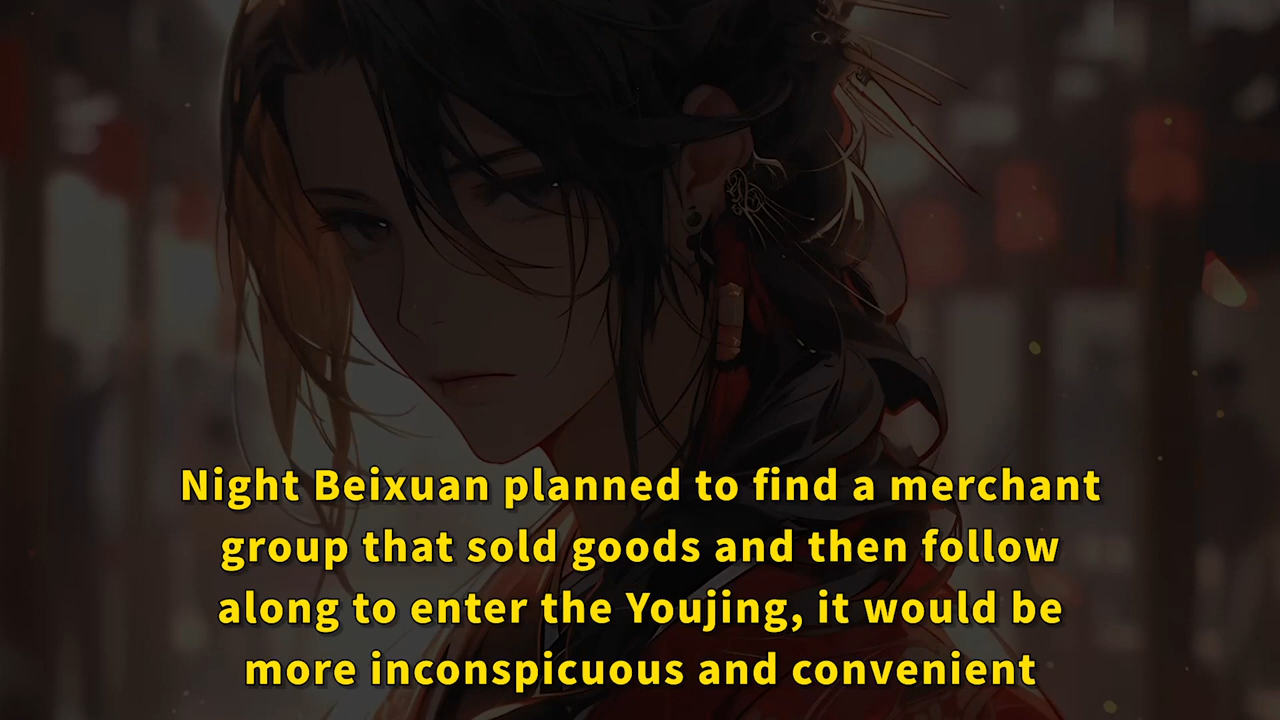 Night Beixuan planned to find a merchant
group that sold goods and then follow
along to enter the Youjing, it would be
more inconspicuous and convenient